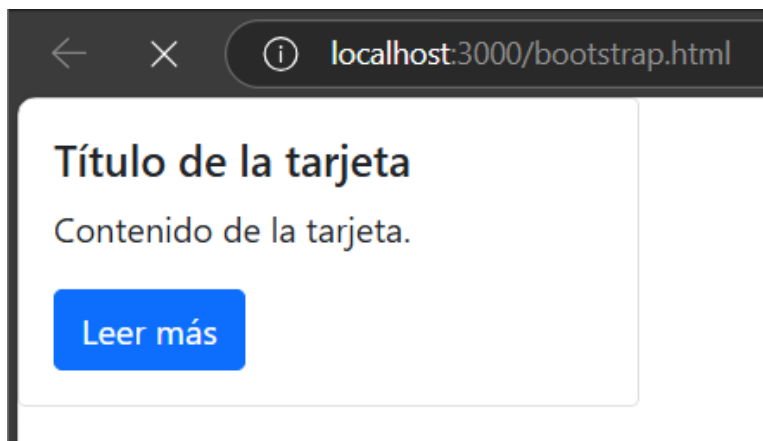 localhost:3000/bootstrap.html
Título de la tarjeta
Contenido de la tarjeta.
Leer más